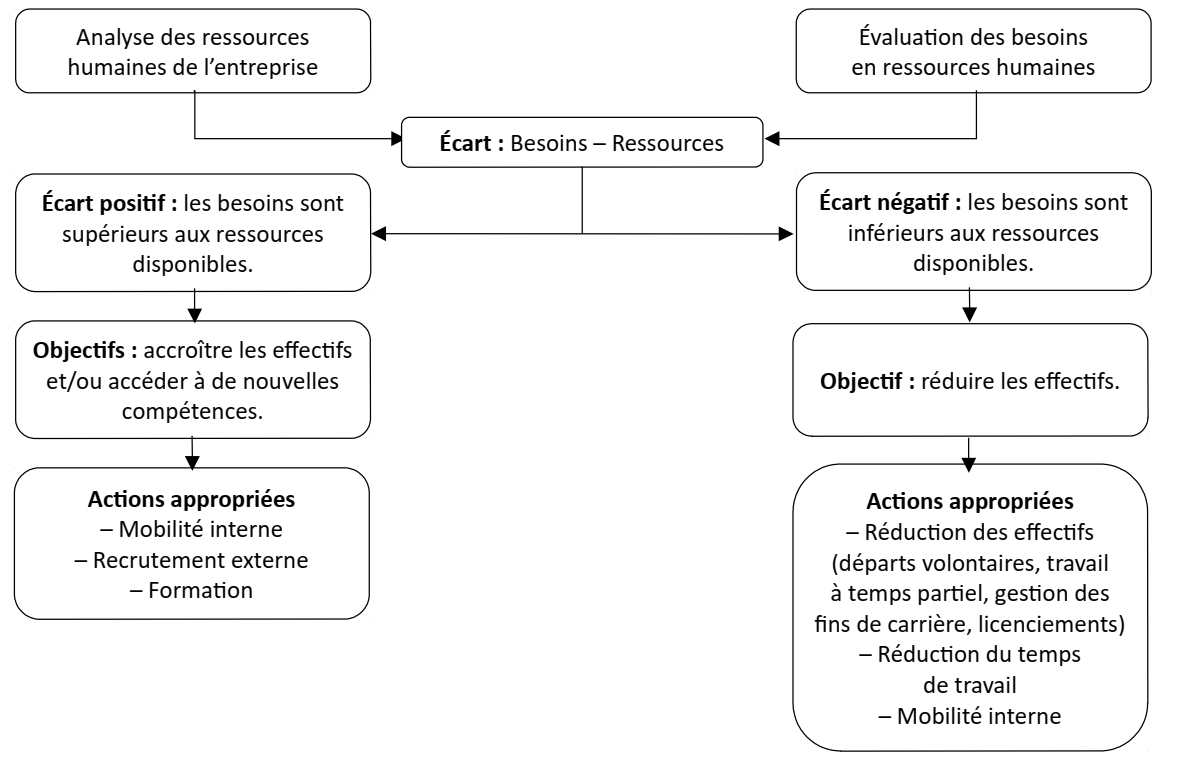 Analyse des ressources
humaines de l’entreprise
Évaluation des besoins
en ressources humaines
Écart : Besoins – Ressources
Écart positif : les besoins sont
supérieurs aux ressources
disponibles.
Écart négatif : les besoins sont
inférieurs aux ressources
disponibles.
Objectifs : accroître les effectifs
et/ou accéder à de nouvelles
compétences.
Objectif : réduire les effectifs.
Actions appropriées
– Mobilité interne
– Recrutement externe
– Formation
Actions appropriées
– Réduction des effectifs
(départs volontaires, travail
à temps partiel, gestion des
fins de carrière, licenciements)
– Réduction du temps
de travail
– Mobilité interne